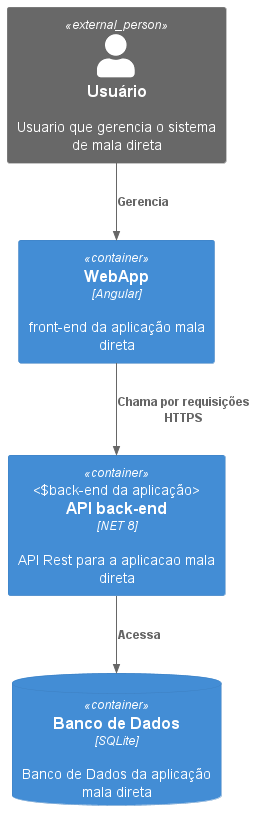 «external_person»
Usuário
Usuario que gerencia o sistema
de mala direta
Gerencia
«container»
WebApp
[Angular]
front-end da aplicação mala
direta
Chama por requisições
HTTPS
«container»
<$back-end da aplicação>
API back-end
[NET 8]
API Rest para a aplicacao mala
direta
Acessa
«container»
Banco de Dados
[SQLite]
Banco de Dados da aplicação
mala direta